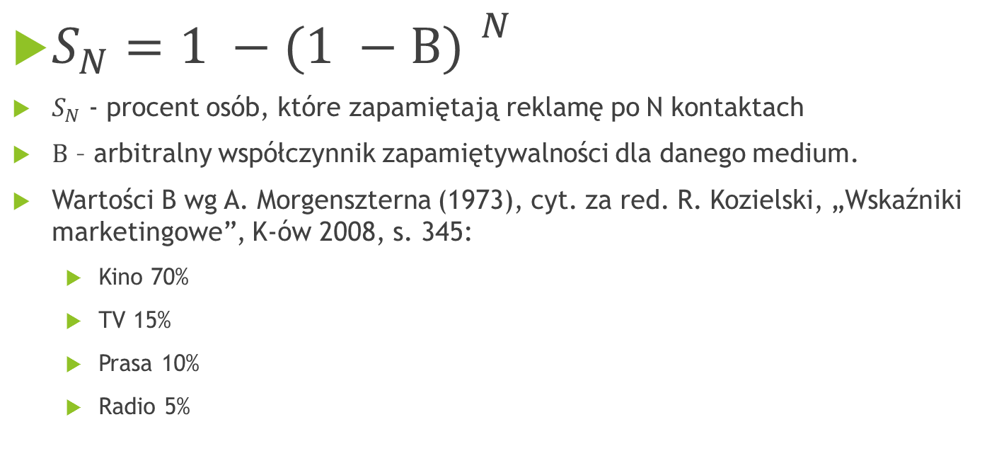 S_N = 1 − (1 − B)^N
S_N - procent osób, które zapamiętają reklamę po N kontaktach
B – arbitralny współczynnik zapamiętywalności dla danego medium.
Wartości B wg A. Morgenszterna (1973), cyt. za red. R. Kozielski, „Wskaźniki
marketingowe”, K-ów 2008, s. 345:
Kino 70%
TV 15%
Prasa 10%
Radio 5%